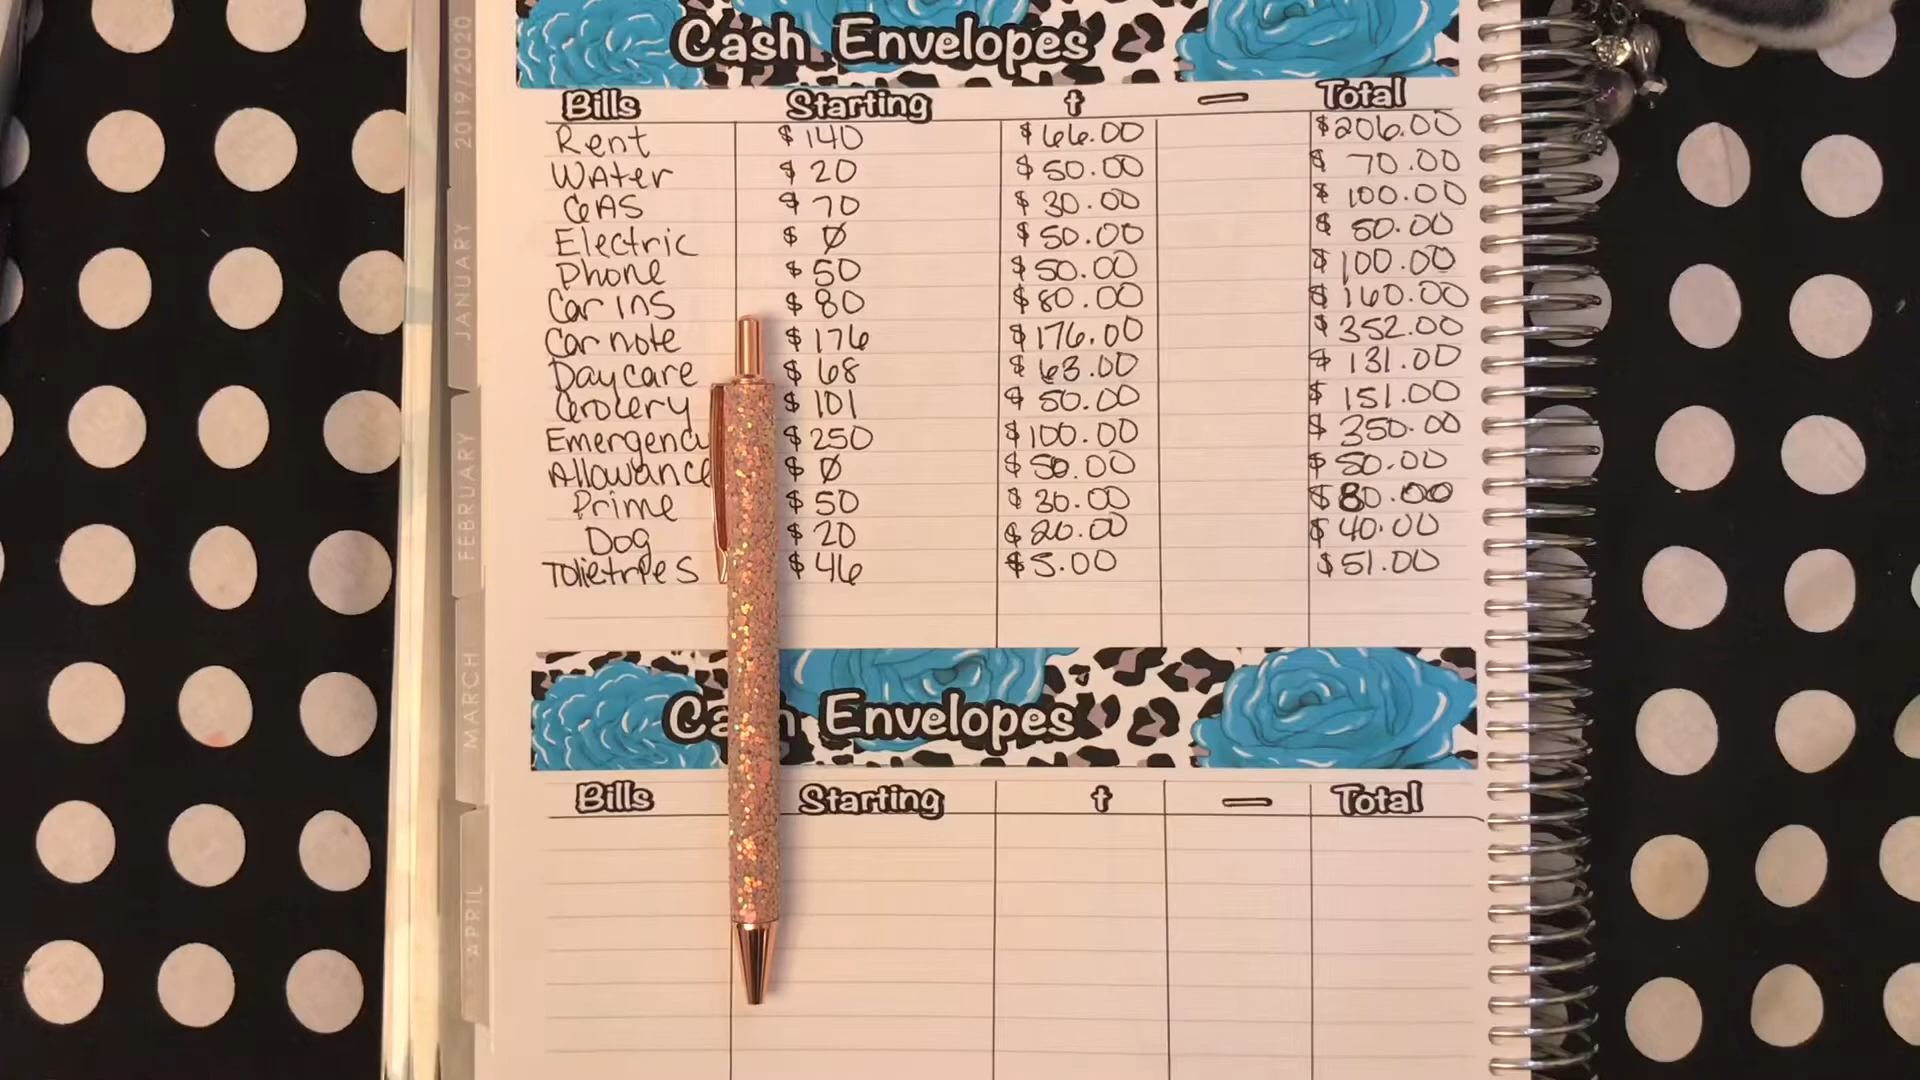 Cash Envelopes
Bills Starting + — Total
Rent $140 $66.00 $206.00
WAter $20 $50.00 $70.00
GAS $70 $30.00 $100.00
Electric $0 $50.00 $50.00
Phone $50 $50.00 $100.00
Car ins $80 $80.00 $160.00
Car note $176 $176.00 $352.00
Daycare $68 $63.00 $131.00
Grocery $101 $50.00 $151.00
Emergency $250 $100.00 $350.00
Allowance $0 $50.00 $50.00
Prime $50 $30.00 $80.00
Dog $20 $20.00 $40.00
Tolietries $46 $5.00 $51.00
Cash Envelopes
Bills Starting + — Total
2019/2020
JANUARY
FEBRUARY
MARCH
APRIL